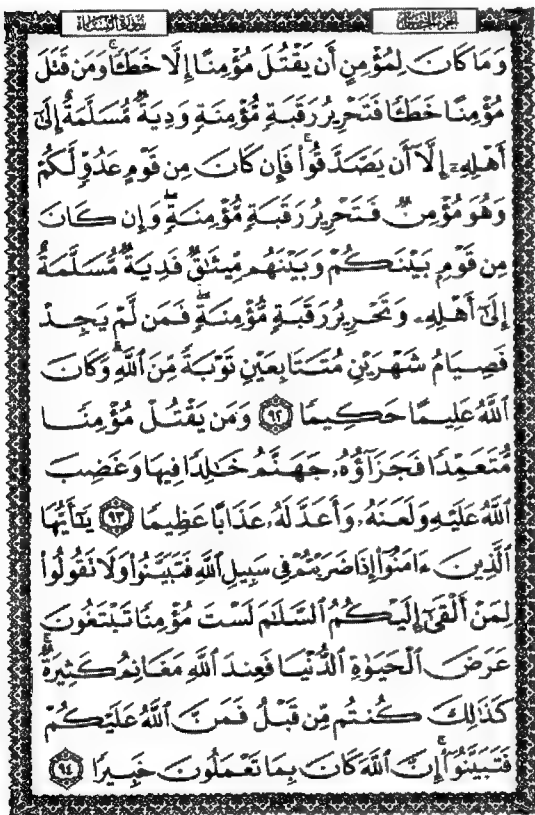 سُورَةُ النِّسَاءِ الجُزْءُ الخَامِسُ
وَمَا كَانَ لِمُؤْمِنٍ أَن يَقْتُلَ مُؤْمِنًا إِلَّا خَطَـًٔا ۚ وَمَن قَتَلَ
مُؤْمِنًا خَطَـًٔا فَتَحْرِيرُ رَقَبَةٍ مُّؤْمِنَةٍ وَدِيَةٌ مُّسَلَّمَةٌ إِلَىٰٓ
أَهْلِهِۦٓ إِلَّآ أَن يَصَّدَّقُوا۟ ۚ فَإِن كَانَ مِن قَوْمٍ عَدُوٍّ لَّكُمْ
وَهُوَ مُؤْمِنٌ فَتَحْرِيرُ رَقَبَةٍ مُّؤْمِنَةٍ ۖ وَإِن كَانَ
مِن قَوْمٍۭ بَيْنَكُمْ وَبَيْنَهُم مِّيثَـٰقٌ فَدِيَةٌ مُّسَلَّمَةٌ
إِلَىٰٓ أَهْلِهِۦ وَتَحْرِيرُ رَقَبَةٍ مُّؤْمِنَةٍ ۖ فَمَن لَّمْ يَجِدْ
فَصِيَامُ شَهْرَيْنِ مُتَتَابِعَيْنِ تَوْبَةً مِّنَ ٱللَّهِ ۗ وَكَانَ
ٱللَّهُ عَلِيمًا حَكِيمًا ٩٢ وَمَن يَقْتُلْ مُؤْمِنًا
مُّتَعَمِّدًا فَجَزَآؤُهُۥ جَهَنَّمُ خَـٰلِدًا فِيهَا وَغَضِبَ
ٱللَّهُ عَلَيْهِ وَلَعَنَهُۥ وَأَعَدَّ لَهُۥ عَذَابًا عَظِيمًا ٩٣ يَـٰٓأَيُّهَا
ٱلَّذِينَ ءَامَنُوٓا۟ إِذَا ضَرَبْتُمْ فِى سَبِيلِ ٱللَّهِ فَتَبَيَّنُوا۟ وَلَا تَقُولُوا۟
لِمَنْ أَلْقَىٰٓ إِلَيْكُمُ ٱلسَّلَـٰمَ لَسْتَ مُؤْمِنًا تَبْتَغُونَ
عَرَضَ ٱلْحَيَوٰةِ ٱلدُّنْيَا فَعِندَ ٱللَّهِ مَغَانِمُ كَثِيرَةٌ ۚ
كَذَٰلِكَ كُنتُم مِّن قَبْلُ فَمَنَّ ٱللَّهُ عَلَيْكُمْ
فَتَبَيَّنُوٓا۟ ۚ إِنَّ ٱللَّهَ كَانَ بِمَا تَعْمَلُونَ خَبِيرًا ٩٤